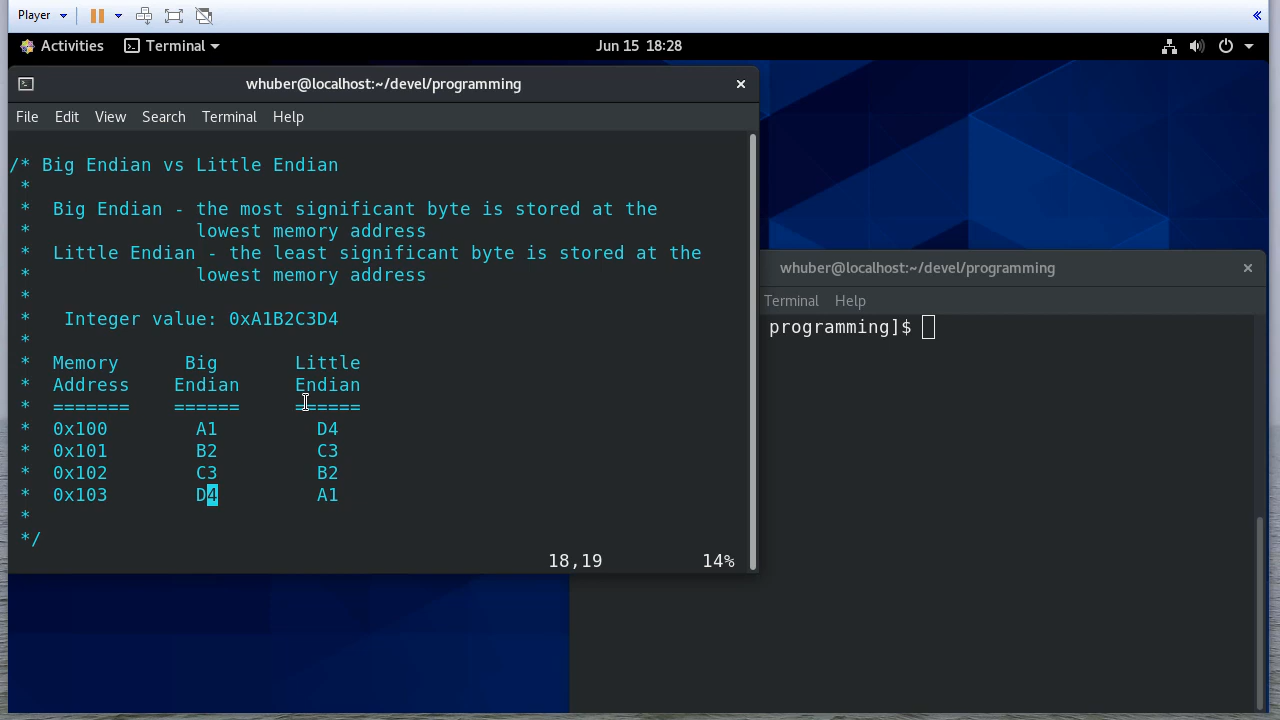 Player
Activities Terminal Jun 15 18:28
whuber@localhost:~/devel/programming
File Edit View Search Terminal Help
/* Big Endian vs Little Endian
*
* Big Endian - the most significant byte is stored at the
* lowest memory address
* Little Endian - the least significant byte is stored at the
* lowest memory address
*
* Integer value: 0xA1B2C3D4
*
* Memory Big Little
* Address Endian Endian
* ======= ====== ======
* 0x100 A1 D4
* 0x101 B2 C3
* 0x102 C3 B2
* 0x103 D4 A1
*
*/
18,19 14%
whuber@localhost:~/devel/programming
Terminal Help
programming]$